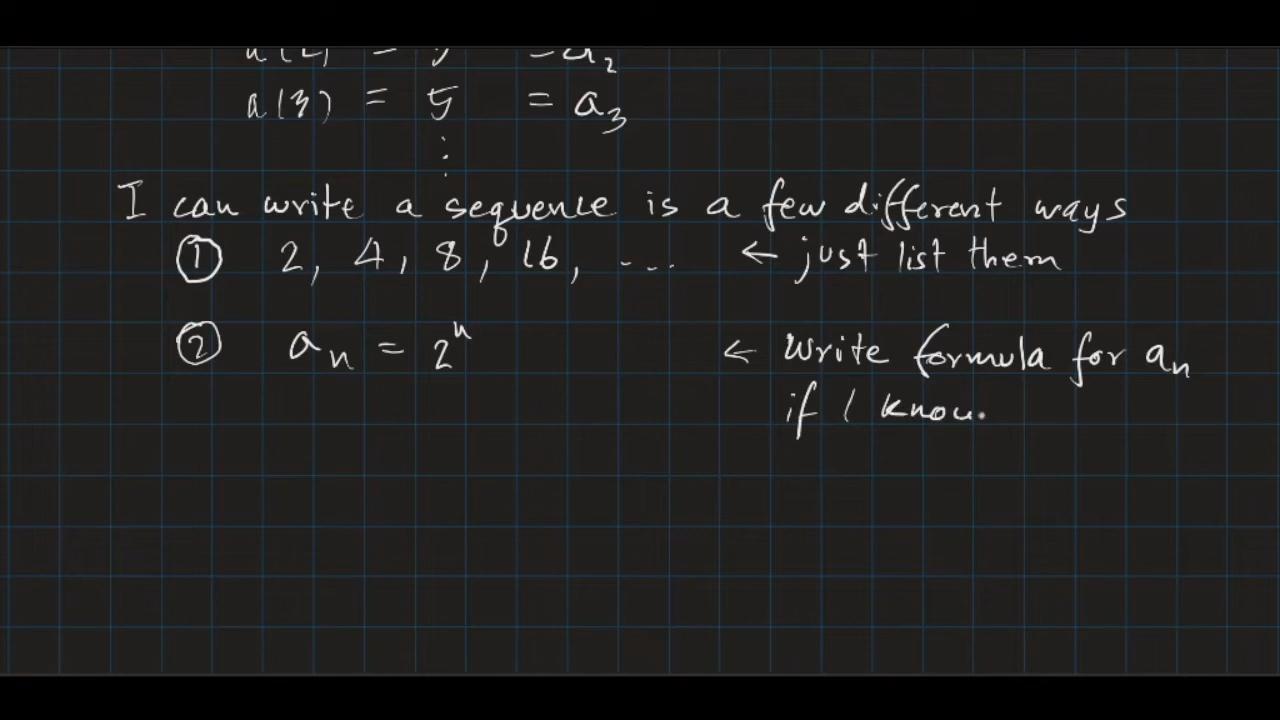 = a₂
a(3) = 5 = a₃
⋮
I can write a sequence is a few different ways
① 2, 4, 8, 16, ... ← just list them
② aₙ = 2ⁿ ← Write formula for aₙ
if I know